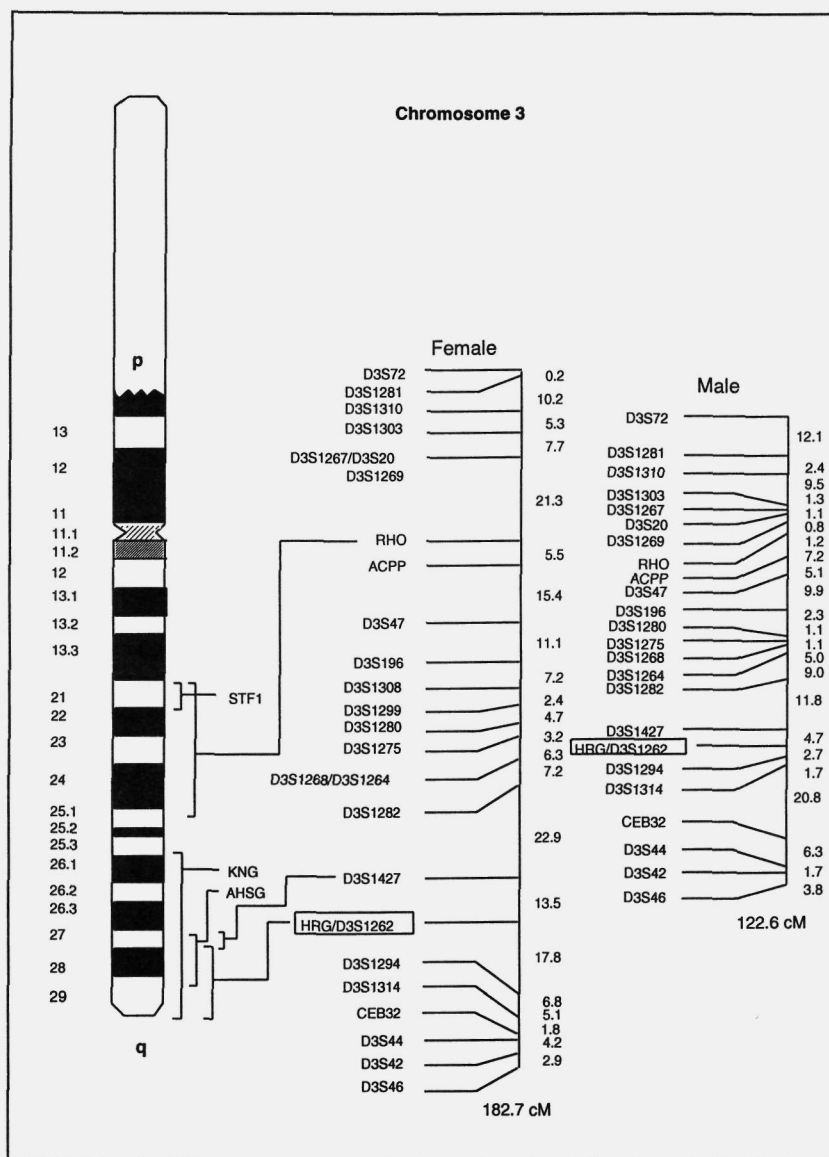 Chromosome 3
p
13
12
11
11.1
11.2
12
13.1
13.2
13.3
21
22
23
24
25.1
25.2
25.3
26.1
26.2
26.3
27
28
29
q
STF1
KNG
AHSG
Female
D3S72
D3S1281
D3S1310
D3S1303
D3S1267/D3S20
D3S1269
RHO
ACPP
D3S47
D3S196
D3S1308
D3S1299
D3S1280
D3S1275
D3S1268/D3S1264
D3S1282
D3S1427
HRG/D3S1262
D3S1294
D3S1314
CEB32
D3S44
D3S42
D3S46
0.2
10.2
5.3
7.7
21.3
5.5
15.4
11.1
7.2
2.4
4.7
3.2
6.3
7.2
22.9
13.5
17.8
6.8
5.1
1.8
4.2
2.9
182.7 cM
Male
D3S72
D3S1281
D3S1310
D3S1303
D3S1267
D3S20
D3S1269
RHO
ACPP
D3S47
D3S196
D3S1280
D3S1275
D3S1268
D3S1264
D3S1282
D3S1427
HRG/D3S1262
D3S1294
D3S1314
CEB32
D3S44
D3S42
D3S46
12.1
2.4
9.5
1.3
1.1
0.8
1.2
7.2
5.1
9.9
2.3
1.1
1.1
5.0
9.0
11.8
4.7
2.7
1.7
20.8
6.3
1.7
3.8
122.6 cM